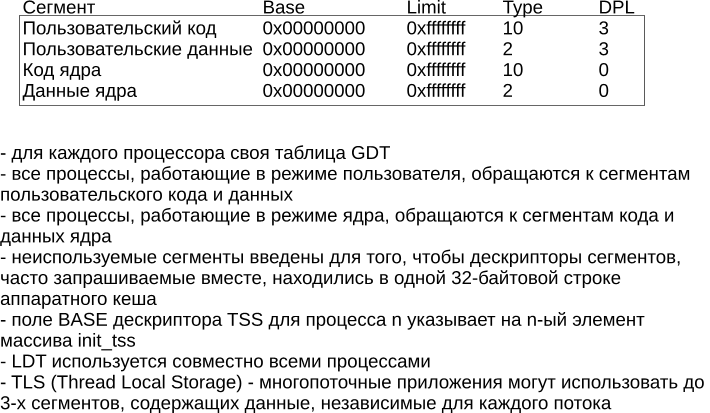 Сегмент Base Limit Type DPL
Пользовательский код 0x00000000 0xffffffff 10 3
Пользовательские данные 0x00000000 0xffffffff 2 3
Код ядра 0x00000000 0xffffffff 10 0
Данные ядра 0x00000000 0xffffffff 2 0
- для каждого процессора своя таблица GDT
- все процессы, работающие в режиме пользователя, обращаются к сегментам
пользовательского кода и данных
- все процессы, работающие в режиме ядра, обращаются к сегментам кода и
данных ядра
- неиспользуемые сегменты введены для того, чтобы дескрипторы сегментов,
часто запрашиваемые вместе, находились в одной 32-байтовой строке
аппаратного кеша
- поле BASE дескриптора TSS для процесса n указывает на n-ый элемент
массива init_tss
- LDT используется совместно всеми процессами
- TLS (Thread Local Storage) - многопоточные приложения могут использовать до
3-х сегментов, содержащих данные, независимые для каждого потока